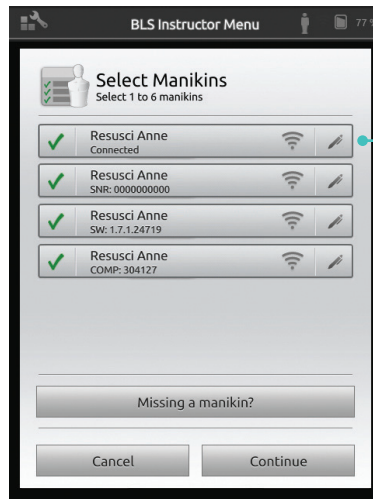 BLS Instructor Menu
77 %
Select Manikins
Select 1 to 6 manikins
Resusci Anne
Connected
Resusci Anne
SNR: 0000000000
Resusci Anne
SW: 1.7.1.24719
Resusci Anne
COMP: 304127
Missing a manikin?
Cancel
Continue